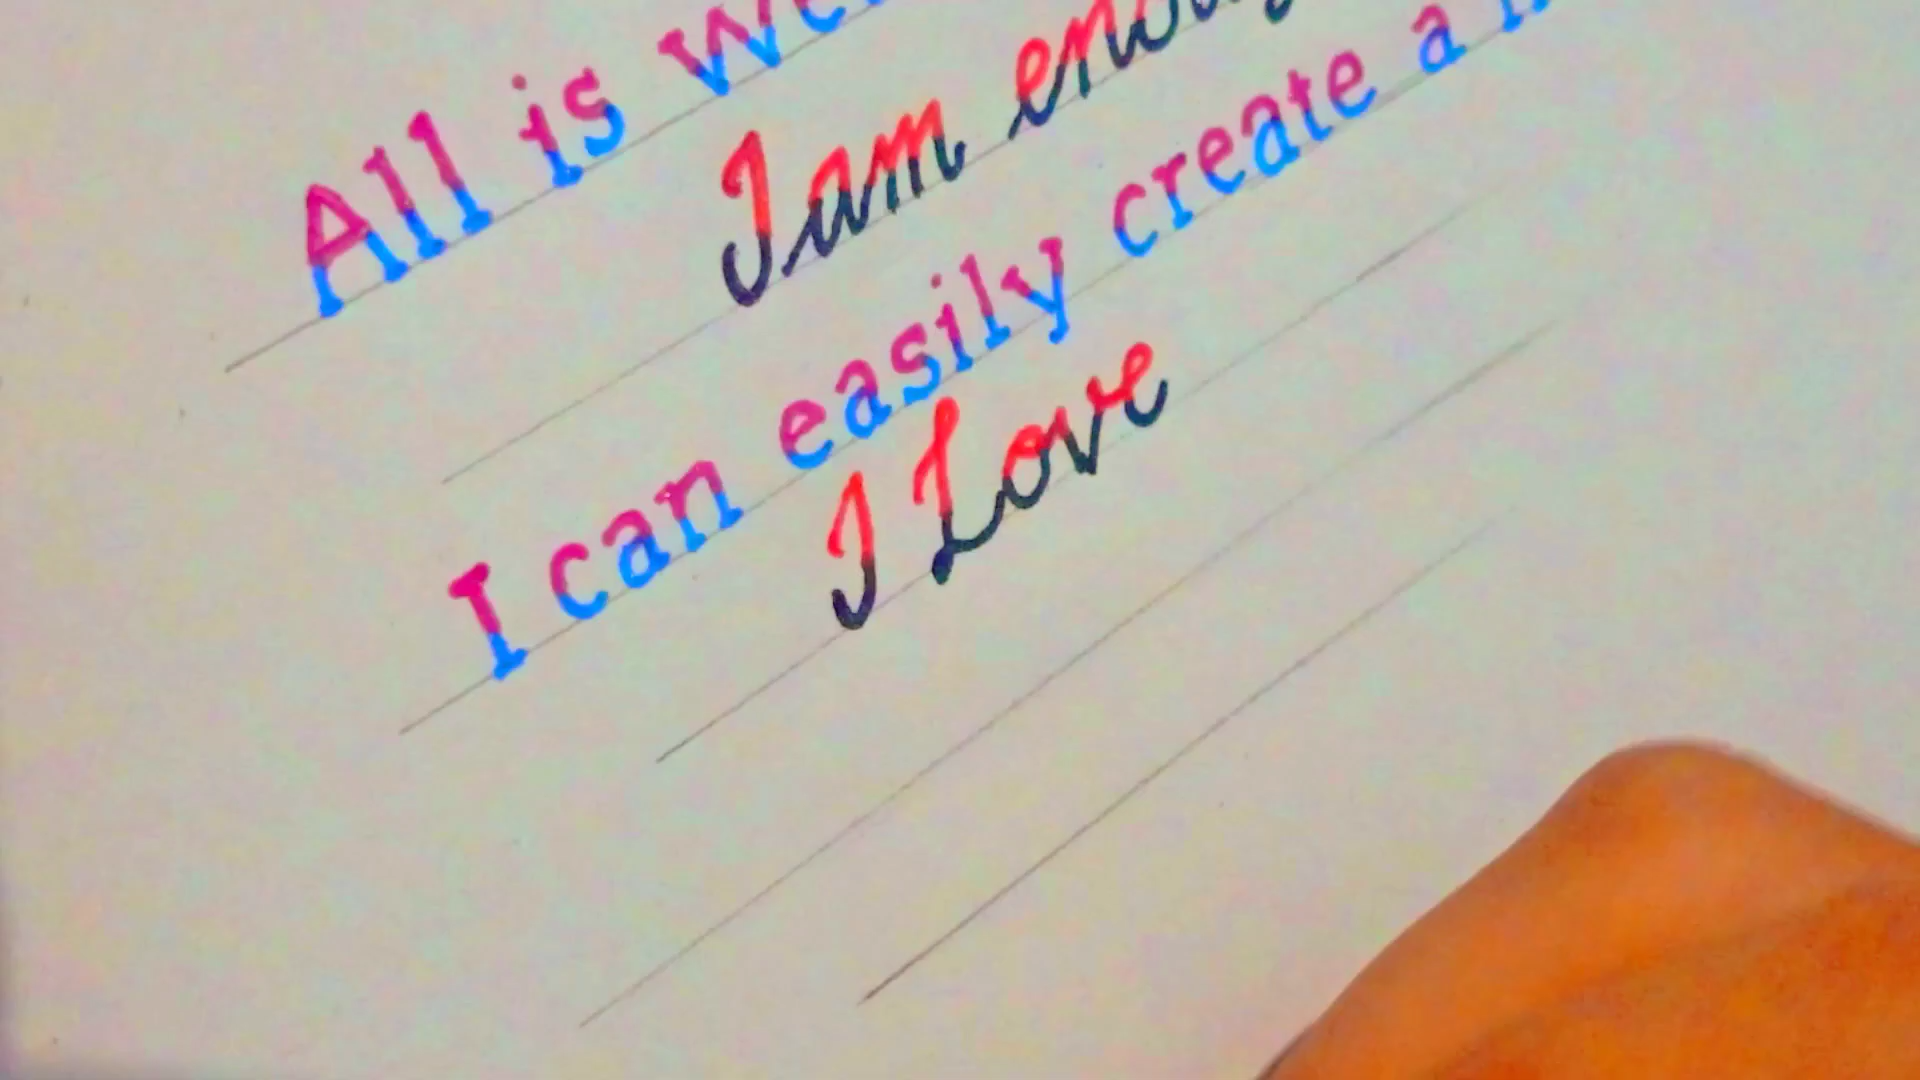 All is
I am
I can easily create a
I Love